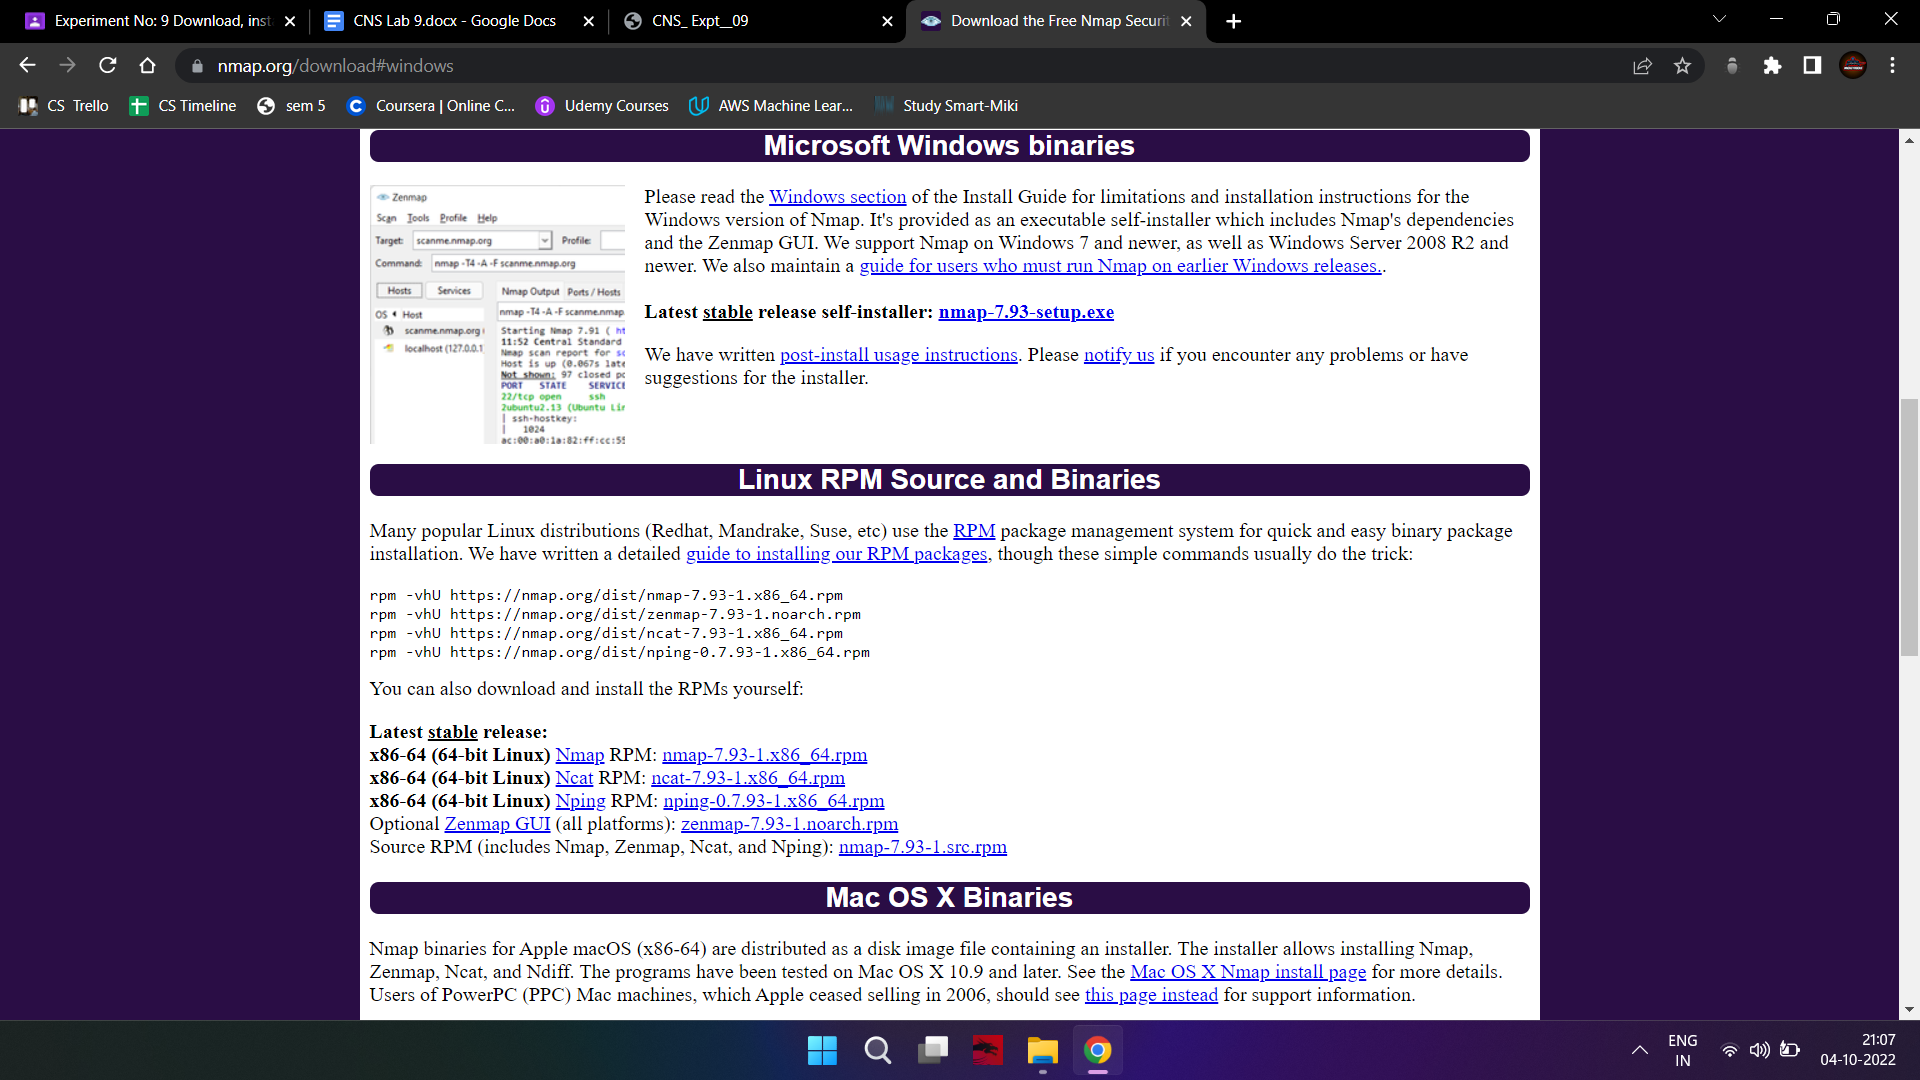 Experiment No: 9 Download, inst
CNS Lab 9.docx - Google Docs
CNS_ Expt__09
Download the Free Nmap Securit
nmap.org/download#windows
CS Trello
CS Timeline
sem 5
Coursera | Online C...
Udemy Courses
AWS Machine Lear...
Study Smart-Miki
Microsoft Windows binaries
Zenmap
Scan Tools Profile Help
Target: scanme.nmap.org Profile:
Command: nmap -T4 -A -F scanme.nmap.org
Hosts Services Nmap Output Ports / Hosts
OS Host
scanme.nmap.org
localhost (127.0.0.1
nmap -T4 -A -F scanme.nmap.
Starting Nmap 7.91 ( ht
11:52 Central Standard
Nmap scan report for sc
Host is up (0.067s late
Not shown: 97 closed po
PORT STATE SERVICE
22/tcp open ssh
2ubuntu2.13 (Ubuntu Lin
| ssh-hostkey:
| 1024
ac:00:a0:1a:82:ff:cc:55
Please read the Windows section of the Install Guide for limitations and installation instructions for the
Windows version of Nmap. It's provided as an executable self-installer which includes Nmap's dependencies
and the Zenmap GUI. We support Nmap on Windows 7 and newer, as well as Windows Server 2008 R2 and
newer. We also maintain a guide for users who must run Nmap on earlier Windows releases..
Latest stable release self-installer: nmap-7.93-setup.exe
We have written post-install usage instructions. Please notify us if you encounter any problems or have
suggestions for the installer.
Linux RPM Source and Binaries
Many popular Linux distributions (Redhat, Mandrake, Suse, etc) use the RPM package management system for quick and easy binary package
installation. We have written a detailed guide to installing our RPM packages, though these simple commands usually do the trick:
rpm -vhU https://nmap.org/dist/nmap-7.93-1.x86_64.rpm
rpm -vhU https://nmap.org/dist/zenmap-7.93-1.noarch.rpm
rpm -vhU https://nmap.org/dist/ncat-7.93-1.x86_64.rpm
rpm -vhU https://nmap.org/dist/nping-0.7.93-1.x86_64.rpm
You can also download and install the RPMs yourself:
Latest stable release:
x86-64 (64-bit Linux) Nmap RPM: nmap-7.93-1.x86_64.rpm
x86-64 (64-bit Linux) Ncat RPM: ncat-7.93-1.x86_64.rpm
x86-64 (64-bit Linux) Nping RPM: nping-0.7.93-1.x86_64.rpm
Optional Zenmap GUI (all platforms): zenmap-7.93-1.noarch.rpm
Source RPM (includes Nmap, Zenmap, Ncat, and Nping): nmap-7.93-1.src.rpm
Mac OS X Binaries
Nmap binaries for Apple macOS (x86-64) are distributed as a disk image file containing an installer. The installer allows installing Nmap,
Zenmap, Ncat, and Ndiff. The programs have been tested on Mac OS X 10.9 and later. See the Mac OS X Nmap install page for more details.
Users of PowerPC (PPC) Mac machines, which Apple ceased selling in 2006, should see this page instead for support information.
ENG
IN
21:07
04-10-2022